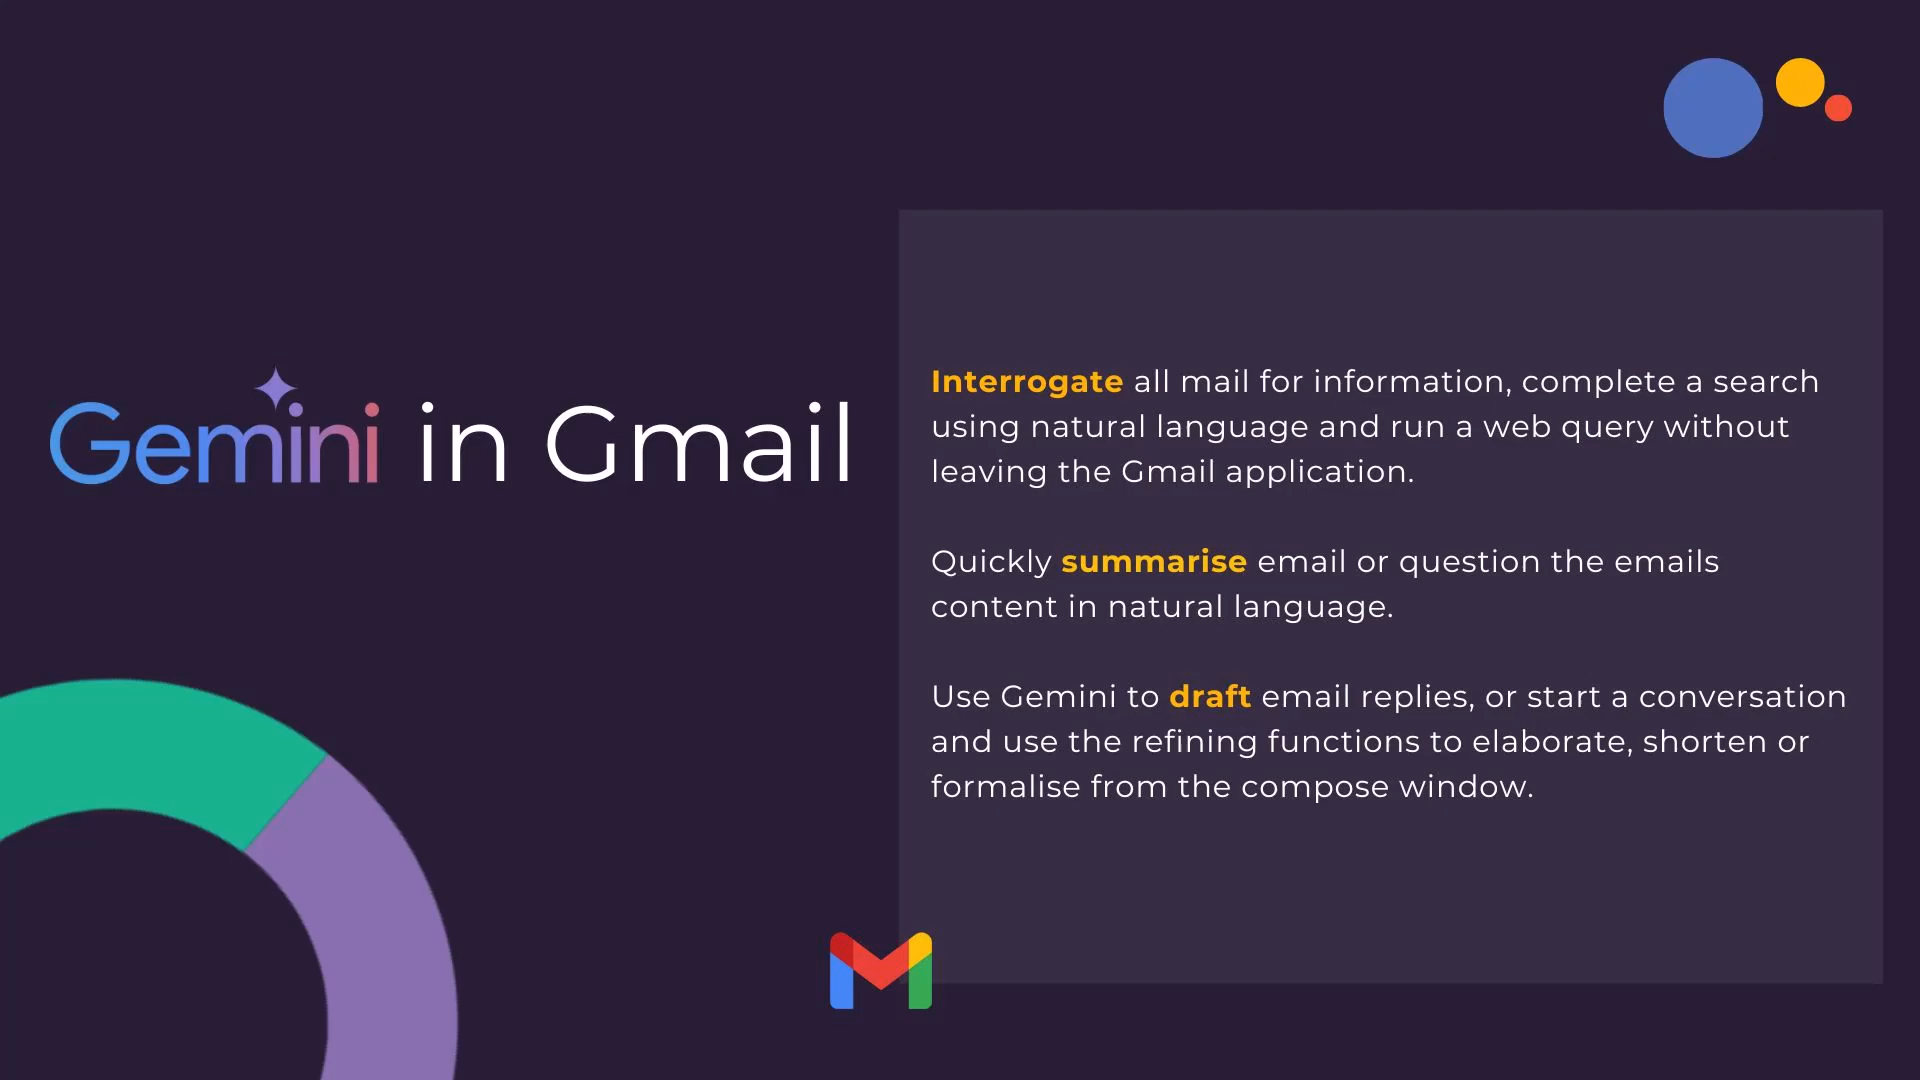 Gemini in Gmail
Interrogate all mail for information, complete a search
using natural language and run a web query without
leaving the Gmail application.
Quickly summarise email or question the emails
content in natural language.
Use Gemini to draft email replies, or start a conversation
and use the refining functions to elaborate, shorten or
formalise from the compose window.